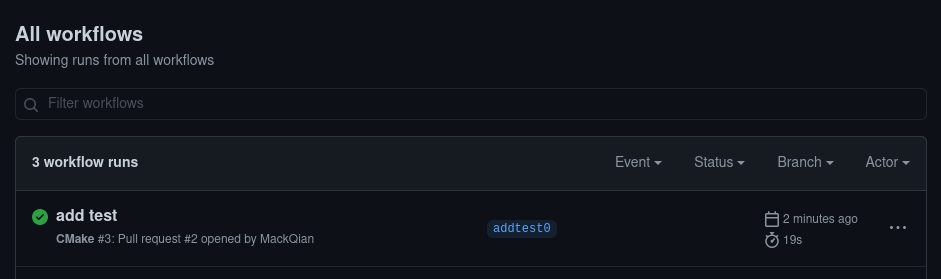 All workflows
Showing runs from all workflows
Filter workflows
3 workflow runs Event Status Branch Actor
add test
CMake #3: Pull request #2 opened by MackQian
addtest0
2 minutes ago
19s